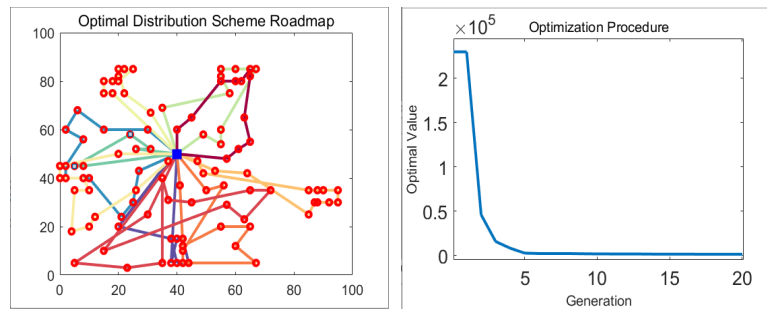 Optimal Distribution Scheme Roadmap
100
80
60
40
20
0
0 20 40 60 80 100
Optimization Procedure
×10^5
2
1.5
1
0.5
0
Optimal Value
5 10 15 20
Generation